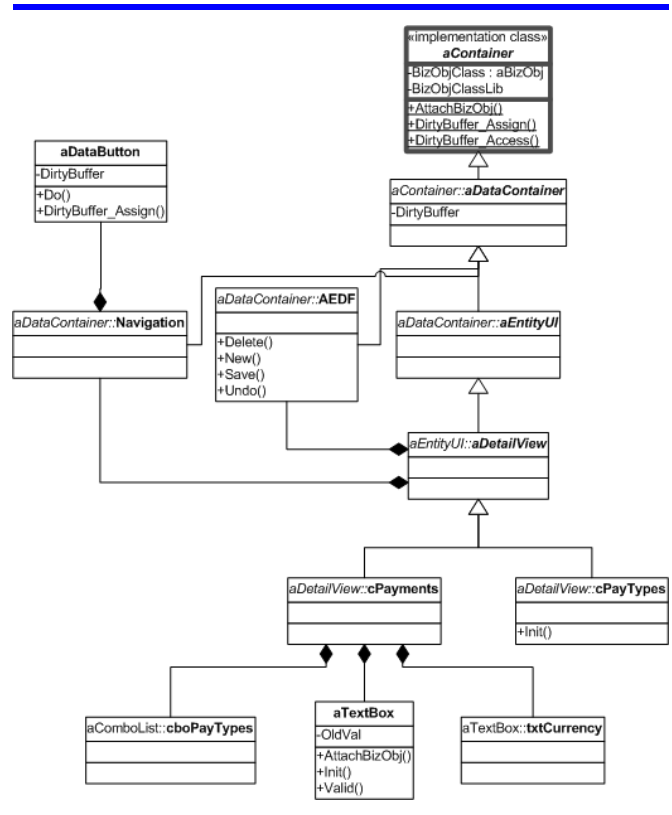 «implementation class»
aContainer
-BizObjClass : aBizObj
-BizObjClassLib
+AttachBizObj()
+DirtyBuffer_Assign()
+DirtyBuffer_Access()
aDataButton
-DirtyBuffer
+Do()
+DirtyBuffer_Assign()
aContainer::aDataContainer
-DirtyBuffer
aDataContainer::Navigation
aDataContainer::AEDF
+Delete()
+New()
+Save()
+Undo()
aDataContainer::aEntityUI
aEntityUI::aDetailView
aDetailView::cPayments
aDetailView::cPayTypes
+Init()
aComboList::cboPayTypes
aTextBox
-OldVal
+AttachBizObj()
+Init()
+Valid()
aTextBox::txtCurrency